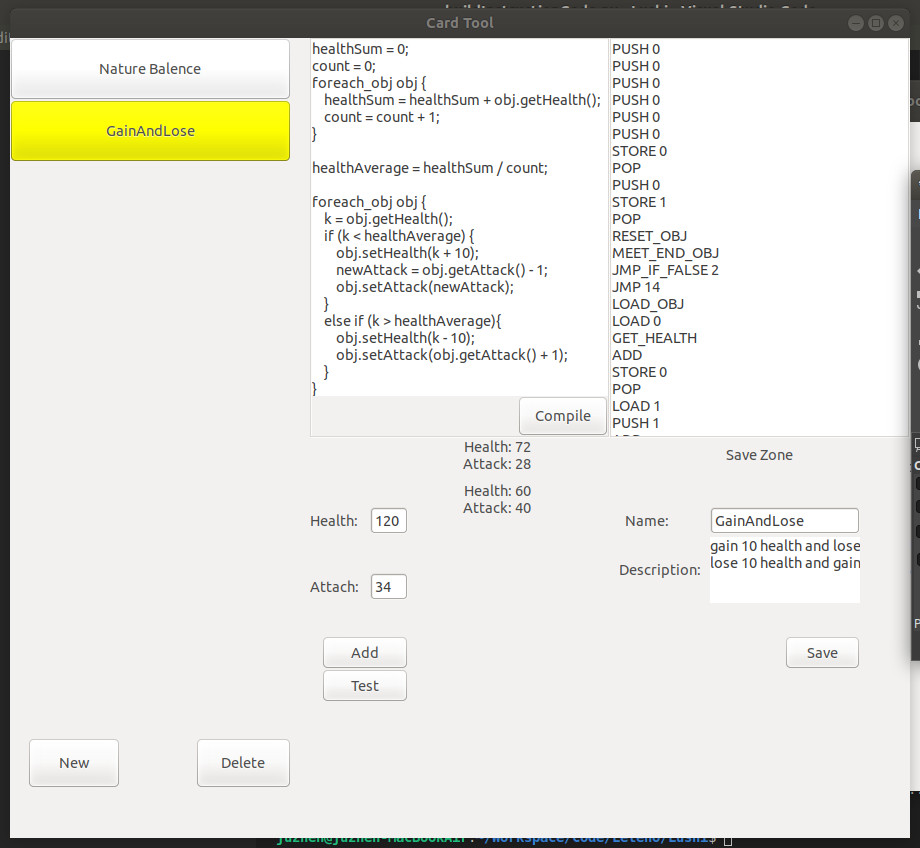 Card Tool
Nature Balence
GainAndLose
healthSum = 0;
count = 0;
foreach_obj obj {
healthSum = healthSum + obj.getHealth();
count = count + 1;
}
healthAverage = healthSum / count;
foreach_obj obj {
k = obj.getHealth();
if (k < healthAverage) {
obj.setHealth(k + 10);
newAttack = obj.getAttack() - 1;
obj.setAttack(newAttack);
}
else if (k > healthAverage){
obj.setHealth(k - 10);
obj.setAttack(obj.getAttack() + 1);
}
}
Compile
PUSH 0
PUSH 0
PUSH 0
PUSH 0
PUSH 0
PUSH 0
STORE 0
POP
PUSH 0
STORE 1
POP
RESET_OBJ
MEET_END_OBJ
JMP_IF_FALSE 2
JMP 14
LOAD_OBJ
LOAD 0
GET_HEALTH
ADD
STORE 0
POP
LOAD 1
PUSH 1
Health: 72
Attack: 28
Health: 60
Attack: 40
Health: 120
Attach: 34
Add
Test
Save Zone
Name: GainAndLose
Description:
gain 10 health and lose
lose 10 health and gain
Save
New
Delete